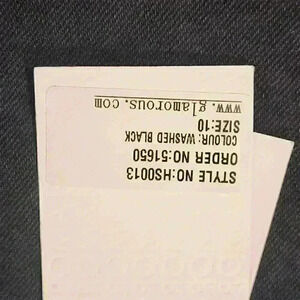 STYLE NO:HS0013
ORDER NO:51650
COLOUR: WASHED BLACK
SIZE:10
www.glamorous.com